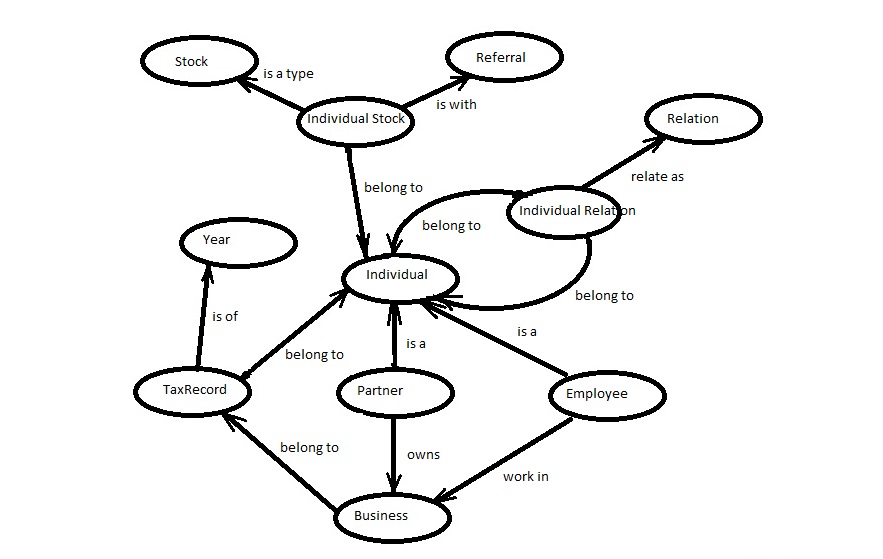 Stock
Referral
is a type
is with
Individual Stock
Relation
relate as
belong to
Individual Relation
belong to
Year
Individual
belong to
is of
is a
is a
belong to
TaxRecord
Partner
Employee
belong to
owns
work in
Business